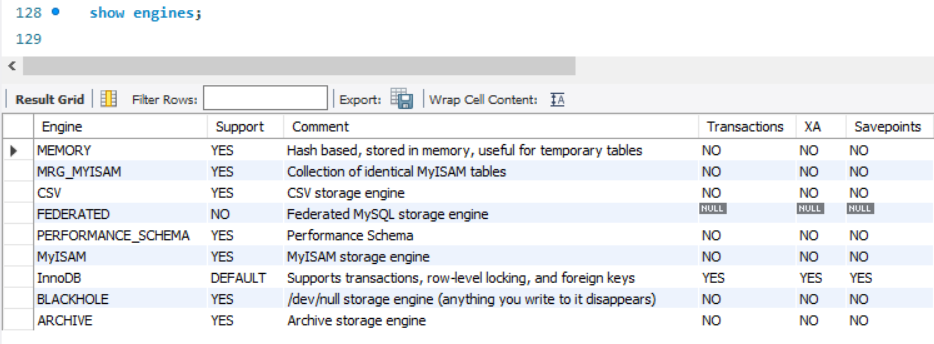 128 show engines;
129
Result Grid Filter Rows: Export: Wrap Cell Content: IA
Engine Support Comment Transactions XA Savepoints
MEMORY YES Hash based, stored in memory, useful for temporary tables NO NO NO
MRG_MYISAM YES Collection of identical MyISAM tables NO NO NO
CSV YES CSV storage engine NO NO NO
FEDERATED NO Federated MySQL storage engine NULL NULL NULL
PERFORMANCE_SCHEMA YES Performance Schema NO NO NO
MyISAM YES MyISAM storage engine NO NO NO
InnoDB DEFAULT Supports transactions, row-level locking, and foreign keys YES YES YES
BLACKHOLE YES /dev/null storage engine (anything you write to it disappears) NO NO NO
ARCHIVE YES Archive storage engine NO NO NO